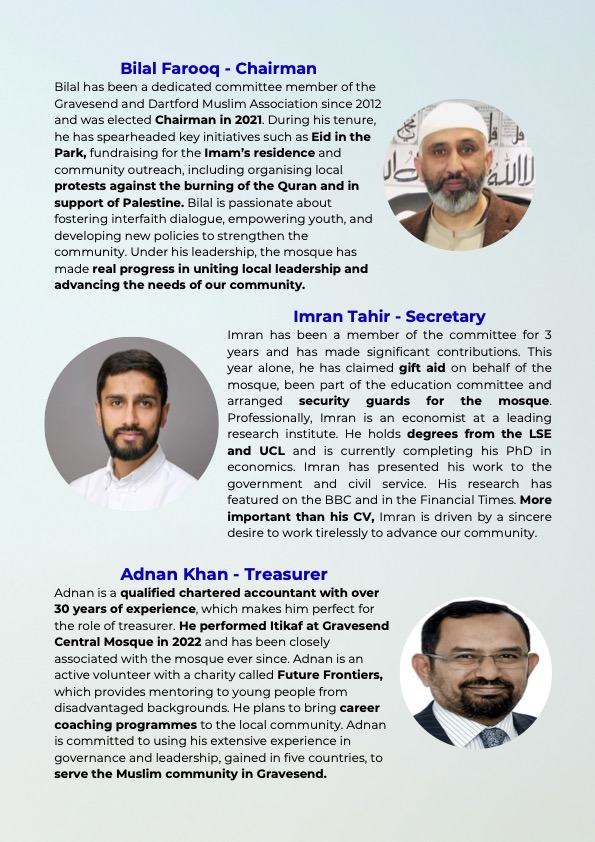 Bilal Farooq - Chairman
Bilal has been a dedicated committee member of the
Gravesend and Dartford Muslim Association since 2012
and was elected Chairman in 2021. During his tenure,
he has spearheaded key initiatives such as Eid in the
Park, fundraising for the Imam's residence and
community outreach, including organising local
protests against the burning of the Quran and in
support of Palestine. Bilal is passionate about
fostering interfaith dialogue, empowering youth, and
developing new policies to strengthen the
community. Under his leadership, the mosque has
made real progress in uniting local leadership and
advancing the needs of our community.
Imran Tahir - Secretary
Imran has been a member of the committee for 3
years and has made significant contributions. This
year alone, he has claimed gift aid on behalf of the
mosque, been part of the education committee and
arranged security guards for the mosque.
Professionally, Imran is an economist at a leading
research institute. He holds degrees from the LSE
and UCL and is currently completing his PhD in
economics. Imran has presented his work to the
government and civil service. His research has
featured on the BBC and in the Financial Times. More
important than his CV, Imran is driven by a sincere
desire to work tirelessly to advance our community.
Adnan Khan - Treasurer
Adnan is a qualified chartered accountant with over
30 years of experience, which makes him perfect for
the role of treasurer. He performed Itikaf at Gravesend
Central Mosque in 2022 and has been closely
associated with the mosque ever since. Adnan is an
active volunteer with a charity called Future Frontiers,
which provides mentoring to young people from
disadvantaged backgrounds. He plans to bring career
coaching programmes to the local community. Adnan
is committed to using his extensive experience in
governance and leadership, gained in five countries, to
serve the Muslim community in Gravesend.